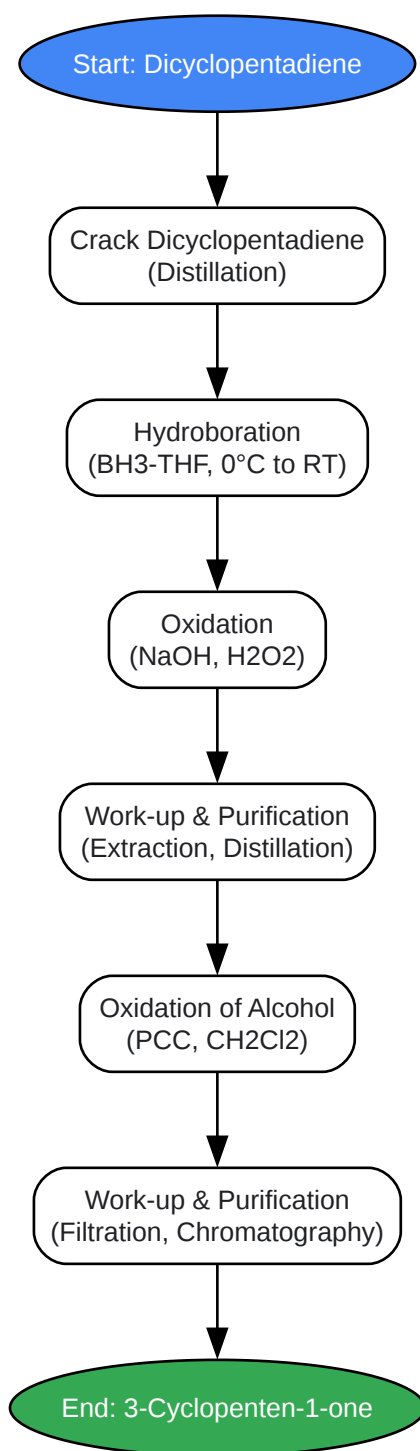 Start: Dicyclopentadiene
Crack Dicyclopentadiene
(Distillation)
Hydroboration
(BH3-THF, 0°C to RT)
Oxidation
(NaOH, H2O2)
Work-up & Purification
(Extraction, Distillation)
Oxidation of Alcohol
(PCC, CH2Cl2)
Work-up & Purification
(Filtration, Chromatography)
End: 3-Cyclopenten-1-one